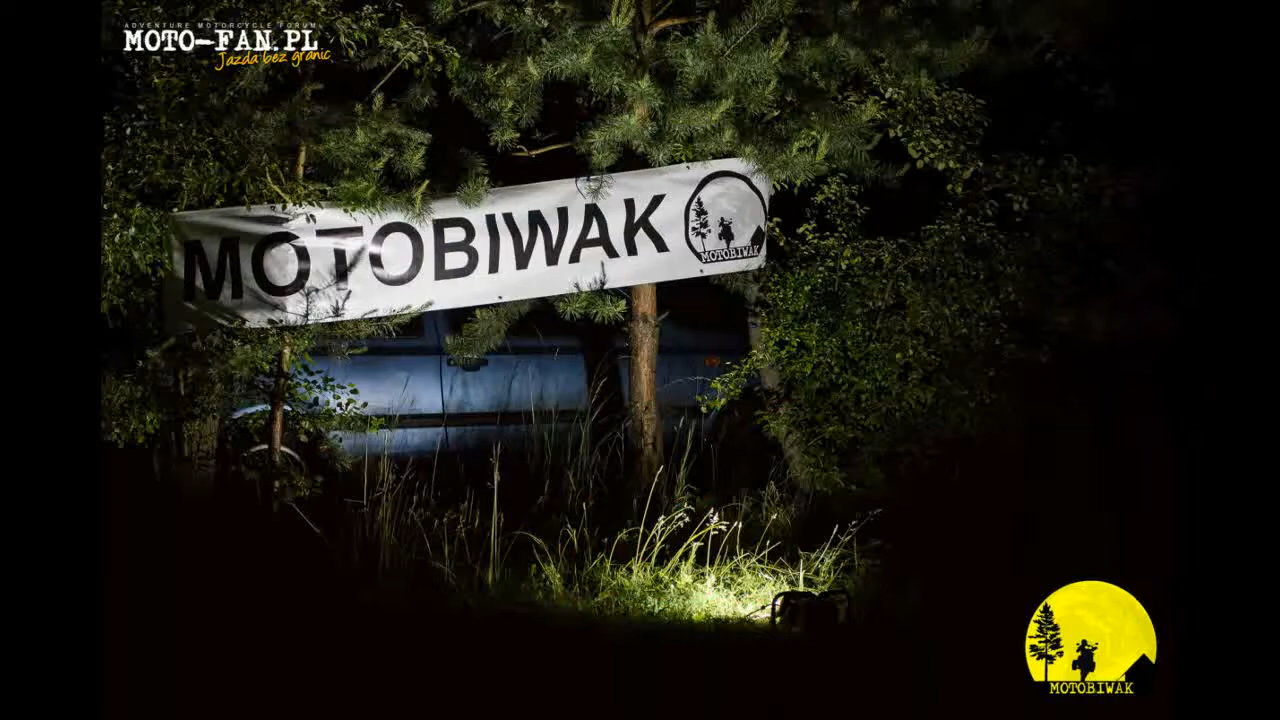 ADVENTURE MOTORCYCLE FORUM
MOTO-FAN.PL
Jazda bez granic
MOTOBIWAK
MOTOBIWAK
MOTOBIWAK